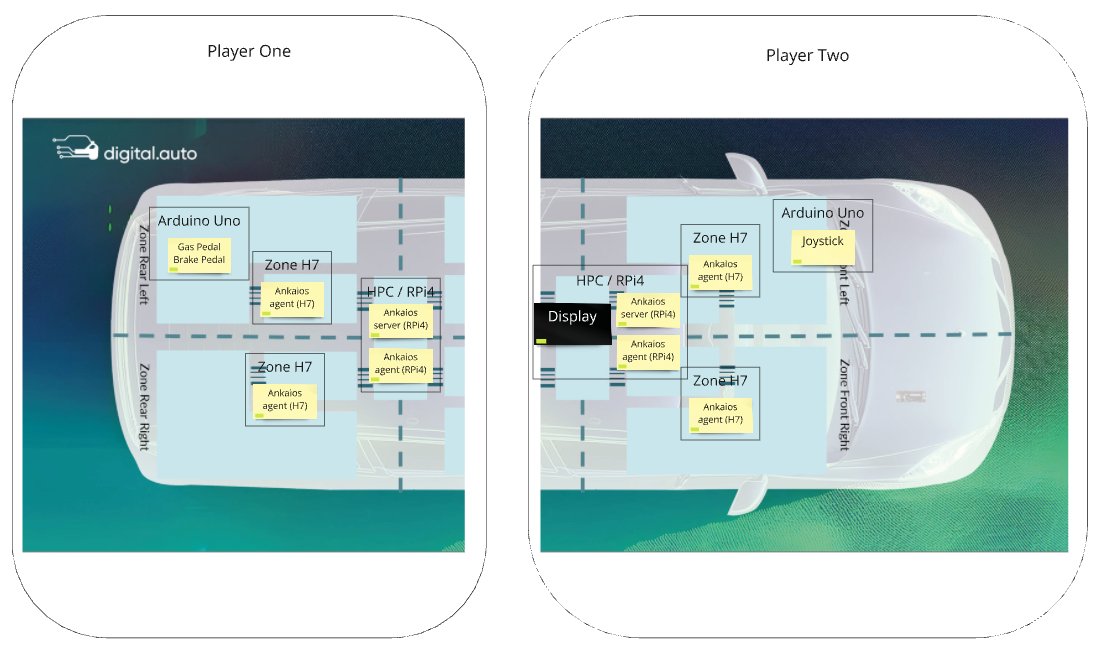 Player One
digital.auto
Arduino Uno
Gas Pedal
Brake Pedal
Zone Rear Left
Zone H7
Ankaios
agent (H7)
HPC / RPi4
Ankaios
server (RPi4)
Ankaios
agent (RPi4)
Zone Rear Right
Zone H7
Ankaios
agent (H7)
Player Two
Arduino Uno
Joystick
Zone H7
Ankaios
agent (H7)
HPC / RPi4
Display
Ankaios
server (RPi4)
Ankaios
agent (RPi4)
Zone Front Left
Zone H7
Ankaios
agent (H7)
Zone Front Right